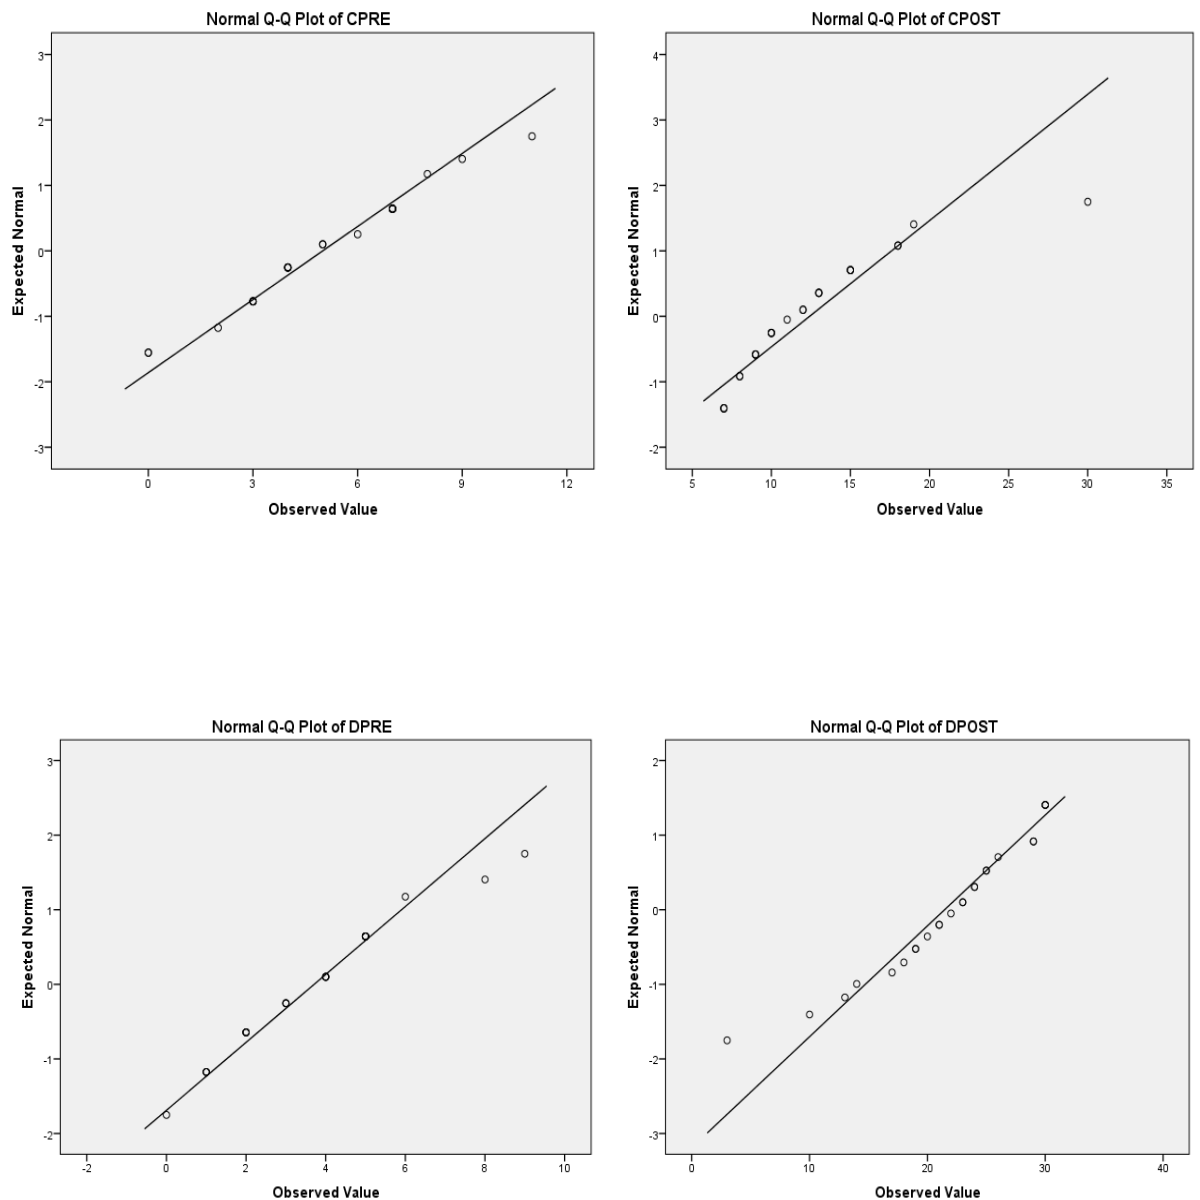 Normal Q-Q Plot of CPRE
3
2
1
0
-1
-2
-3
Expected Normal
0 3 6 9 12
Observed Value
Normal Q-Q Plot of CPOST
4
3
2
1
0
-1
-2
Expected Normal
5 10 15 20 25 30 35
Observed Value
Normal Q-Q Plot of DPRE
3
2
1
0
-1
-2
Expected Normal
-2 0 2 4 6 8 10
Observed Value
Normal Q-Q Plot of DPOST
2
1
0
-1
-2
-3
Expected Normal
0 10 20 30 40
Observed Value